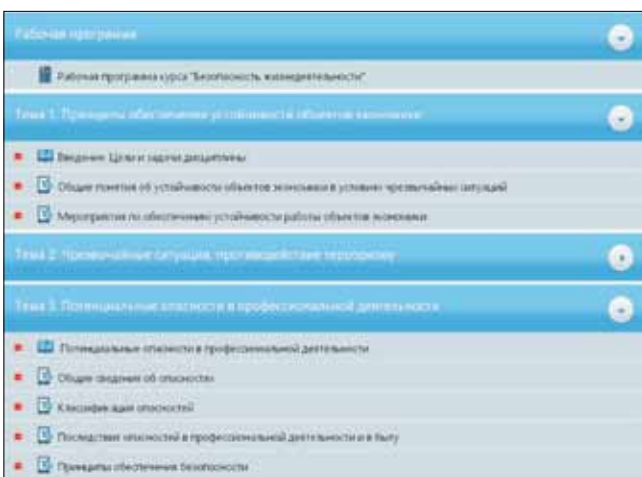 Рабочая программа
Рабочая программа курса "Безопасность жизнедеятельности"
Тема 1. Принципы обеспечения устойчивости объектов экономики
Введение. Цели и задачи дисциплины
Общие понятия об устойчивости объектов экономики в условиях чрезвычайных ситуаций
Мероприятия по обеспечению устойчивости работы объектов экономики
Тема 2. Чрезвычайные ситуации, противодействие терроризму
Тема 3. Потенциальные опасности в профессиональной деятельности
Потенциальные опасности в профессиональной деятельности
Общие сведения об опасностях
Классификация опасностей
Последствия опасностей в профессиональной деятельности и в быту
Принципы обеспечения безопасности